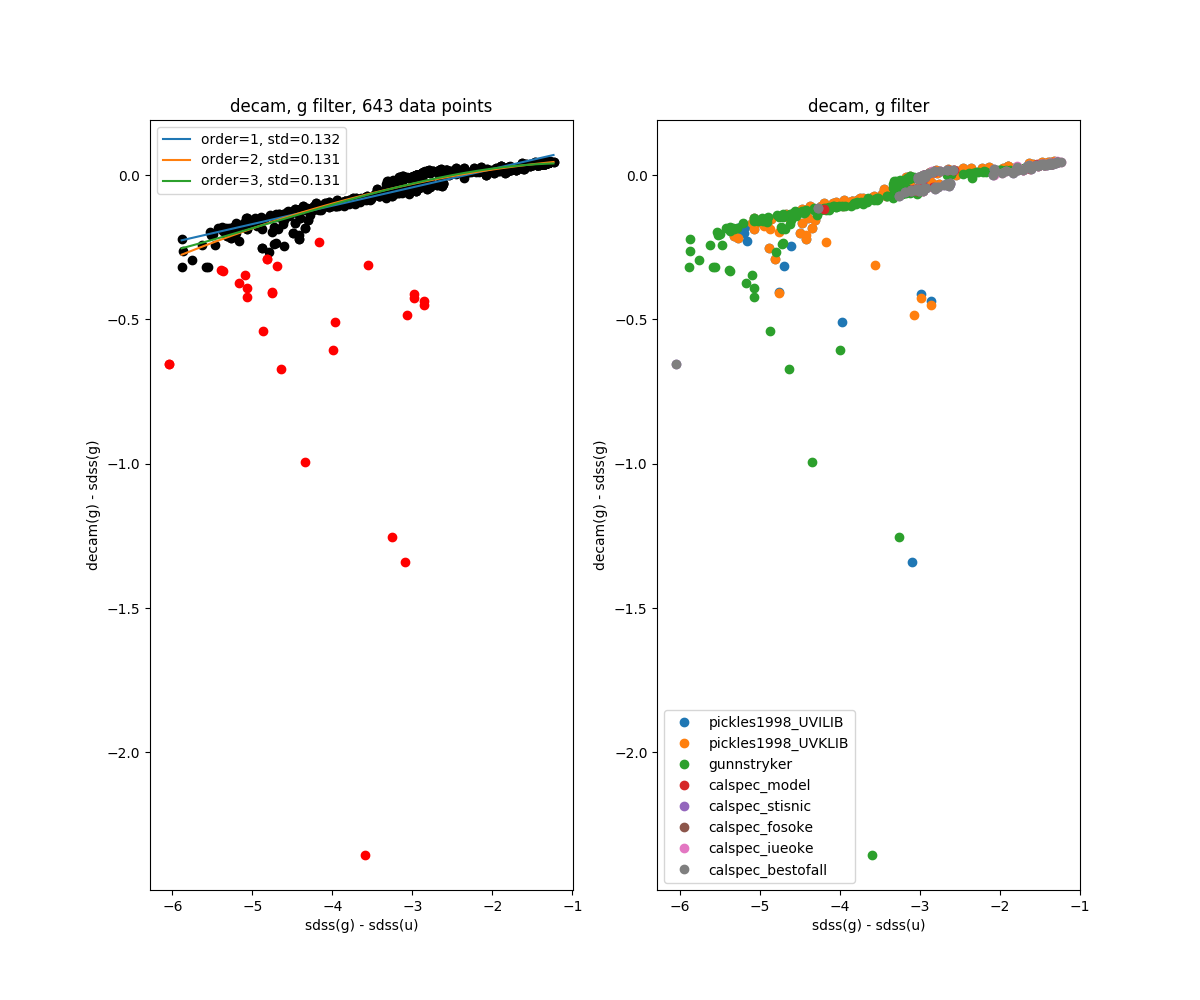 decam, g filter, 643 data points
order=1, std=0.132
order=2, std=0.131
order=3, std=0.131
0.0
−0.5
−1.0
−1.5
−2.0
decam(g) - sdss(g)
−6 −5 −4 −3 −2 −1
sdss(g) - sdss(u)
decam, g filter
0.0
−0.5
−1.0
−1.5
−2.0
decam(g) - sdss(g)
pickles1998_UVILIB
pickles1998_UVKLIB
gunnstryker
calspec_model
calspec_stisnic
calspec_fosoke
calspec_iueoke
calspec_bestofall
−6 −5 −4 −3 −2 −1
sdss(g) - sdss(u)